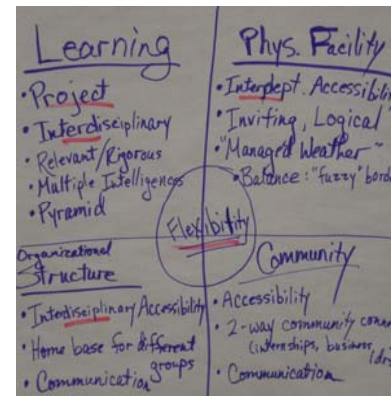 Learning
• Project
• Interdisciplinary
• Relevant/Rigorous
• Multiple Intelligences
• Pyramid
Phys. Facility
• Interdept. Accessibili
• Inviting, Logical
• "Managed Weather"
• Balance: "fuzzy" bord
Flexibility
Organizational
Structure
• Interdisciplinary Accessibility
• Home base for different
groups
• Communication
Community
• Accessibility
• 2-way community conn
(internships, business,
• Communication